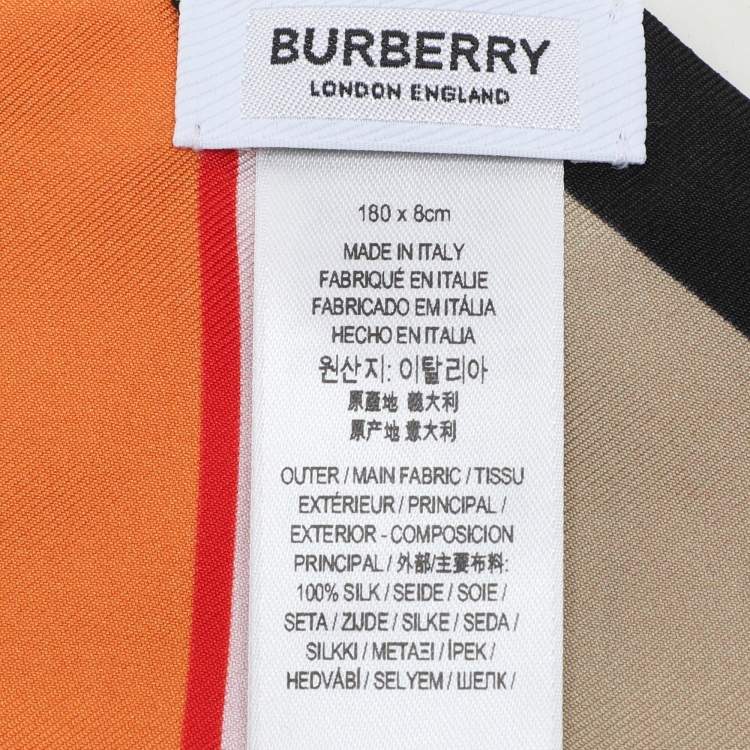 BURBERRY
LONDON ENGLAND
180 x 8cm
MADE IN ITALY
FABRIQUÉ EN ITALIE
FABRICADO EM ITÁLIA
HECHO EN ITALIA
원산지: 이탈리아
原產地 義大利
原产地 意大利
OUTER / MAIN FABRIC / TISSU
EXTÉRIEUR / PRINCIPAL /
EXTERIOR - COMPOSICION
PRINCIPAL / 外部/主要布料:
100% SILK / SEIDE / SOIE /
SETA / ZIJDE / SILKE / SEDA /
SILKKI / ΜΕΤΑΞΙ / İPEK /
HEDVÁBÍ / SELYEM / ШЕЛК /